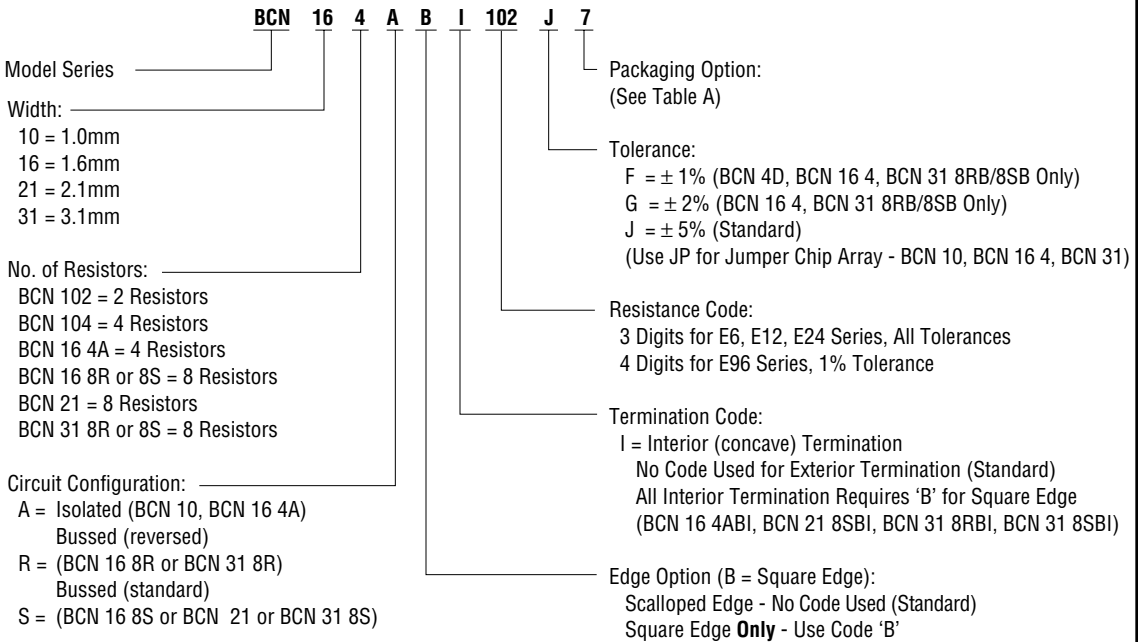 BCN 16 4 A B I 102 J 7
Model Series
Width:
10 = 1.0mm
16 = 1.6mm
21 = 2.1mm
31 = 3.1mm
No. of Resistors:
BCN 102 = 2 Resistors
BCN 104 = 4 Resistors
BCN 16 4A = 4 Resistors
BCN 16 8R or 8S = 8 Resistors
BCN 21 = 8 Resistors
BCN 31 8R or 8S = 8 Resistors
Circuit Configuration:
A = Isolated (BCN 10, BCN 16 4A)
Bussed (reversed)
R = (BCN 16 8R or BCN 31 8R)
Bussed (standard)
S = (BCN 16 8S or BCN 21 or BCN 31 8S)
Packaging Option:
(See Table A)
Tolerance:
F = ± 1% (BCN 4D, BCN 16 4, BCN 31 8RB/8SB Only)
G = ± 2% (BCN 16 4, BCN 31 8RB/8SB Only)
J = ± 5% (Standard)
(Use JP for Jumper Chip Array - BCN 10, BCN 16 4, BCN 31)
Resistance Code:
3 Digits for E6, E12, E24 Series, All Tolerances
4 Digits for E96 Series, 1% Tolerance
Termination Code:
I = Interior (concave) Termination
No Code Used for Exterior Termination (Standard)
All Interior Termination Requires ‘B’ for Square Edge
(BCN 16 4ABI, BCN 21 8SBI, BCN 31 8RBI, BCN 31 8SBI)
Edge Option (B = Square Edge):
Scalloped Edge - No Code Used (Standard)
Square Edge Only - Use Code ‘B’